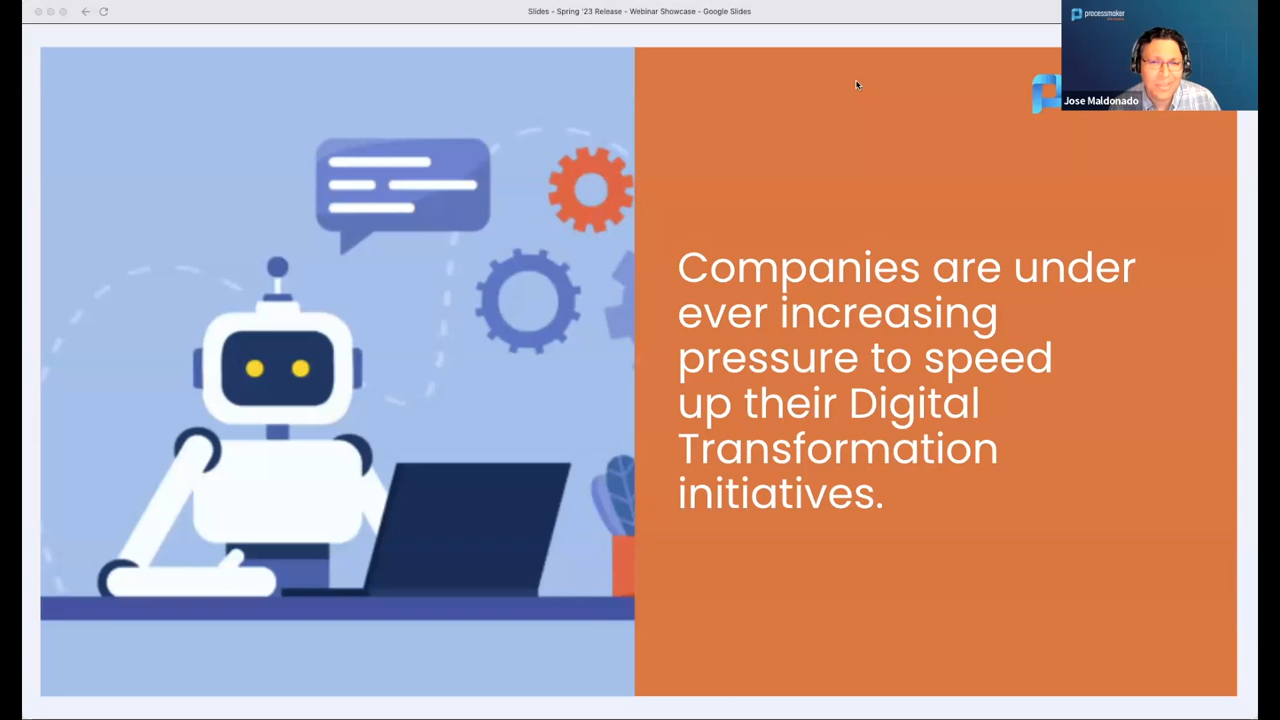 Slides - Spring '23 Release - Webinar Showcase - Google Slides
processmaker
Jose Maldonado
Companies are under
ever increasing
pressure to speed
up their Digital
Transformation
initiatives.